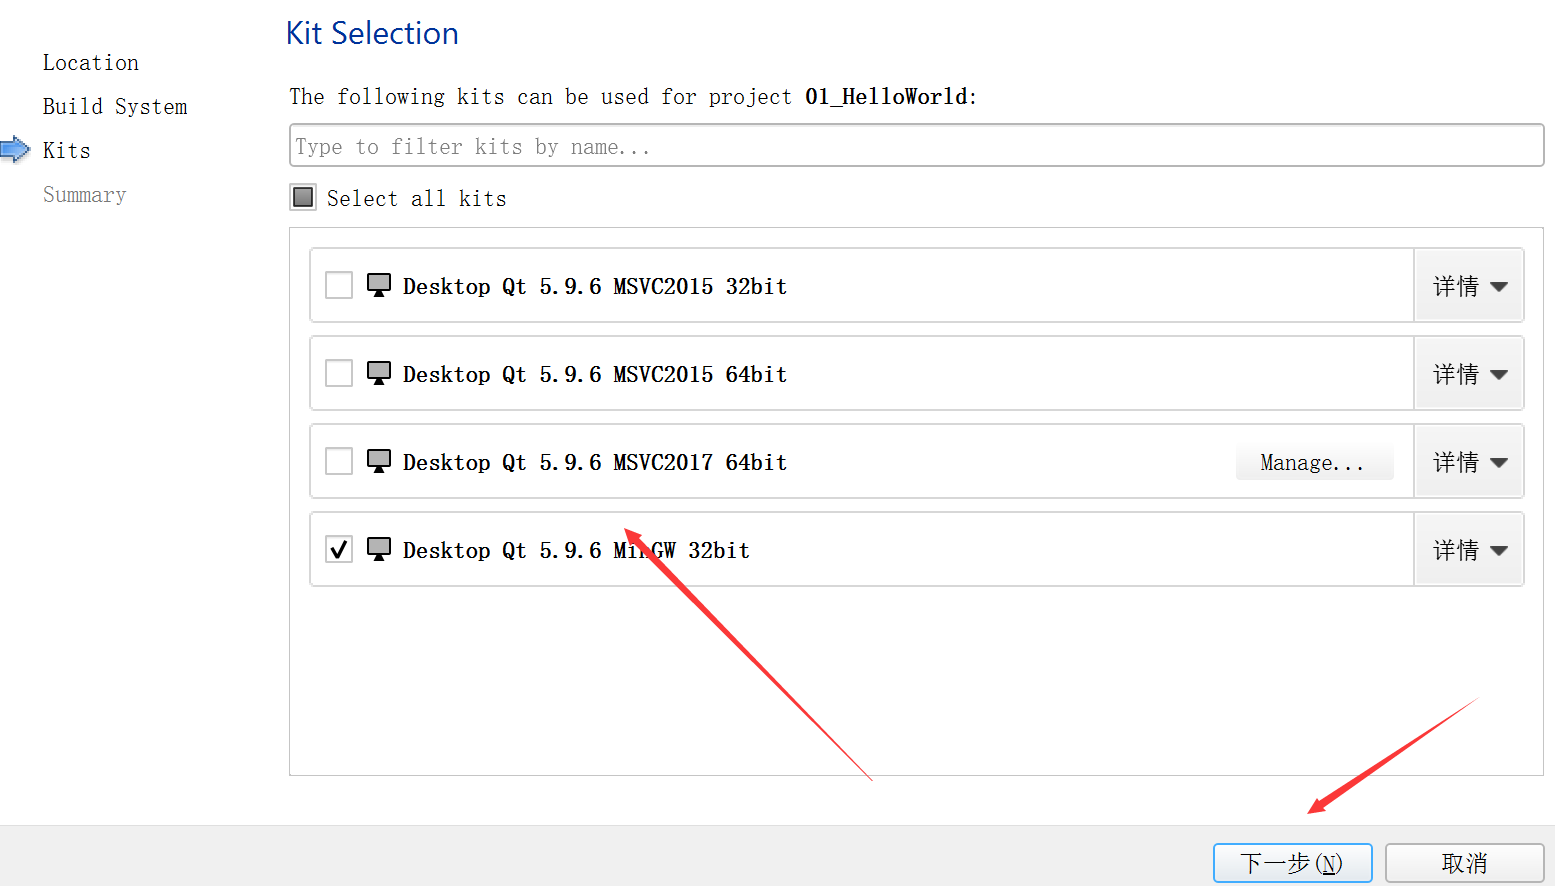 Kit Selection
Location
Build System
Kits
Summary
The following kits can be used for project 01_HelloWorld:
Type to filter kits by name...
Select all kits
Desktop Qt 5.9.6 MSVC2015 32bit 详情
Desktop Qt 5.9.6 MSVC2015 64bit 详情
Desktop Qt 5.9.6 MSVC2017 64bit Manage... 详情
Desktop Qt 5.9.6 MinGW 32bit 详情
下一步(N) 取消